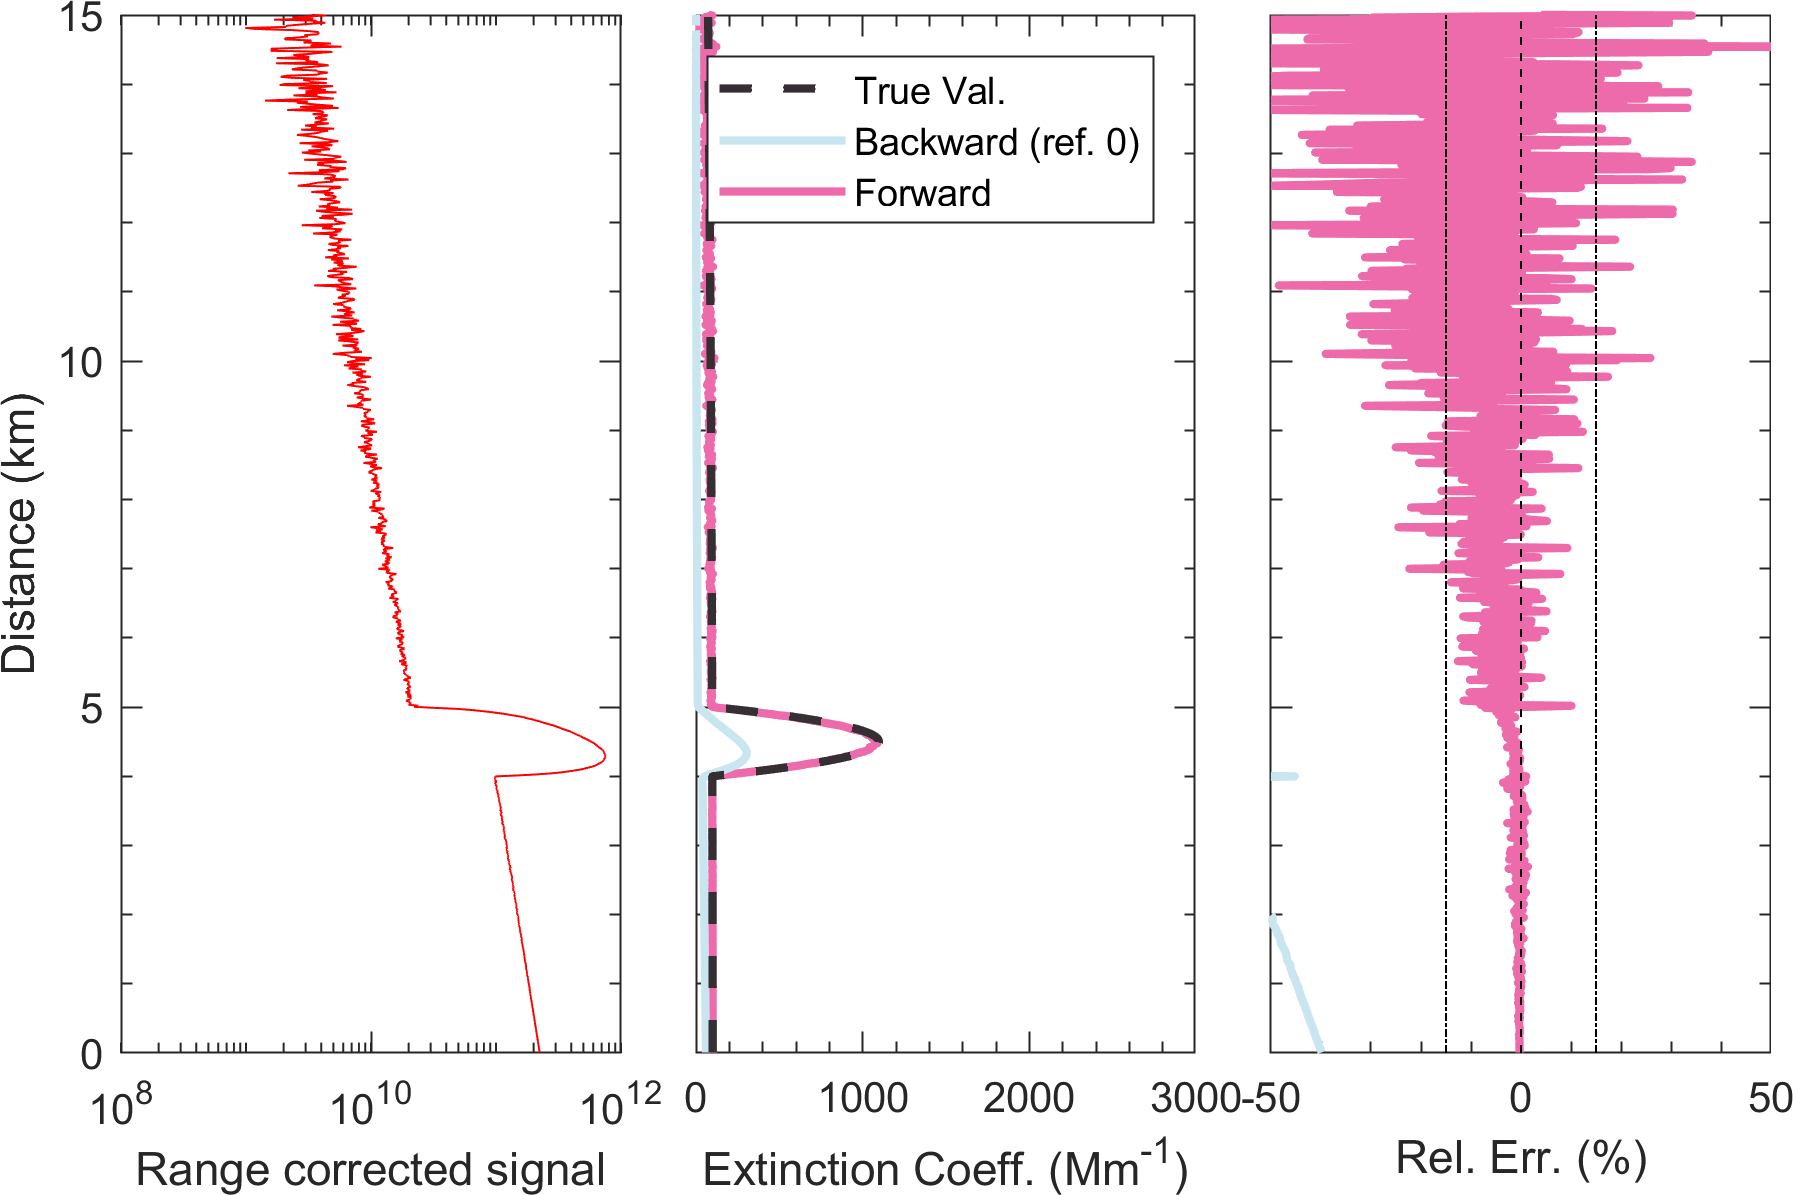 15
10
5
0
Distance (km)
10^8
10^10
10^12
Range corrected signal
True Val.
Backward (ref. 0)
Forward
0
1000
2000
3000
Extinction Coeff. (Mm^-1)
-50
0
50
Rel. Err. (%)